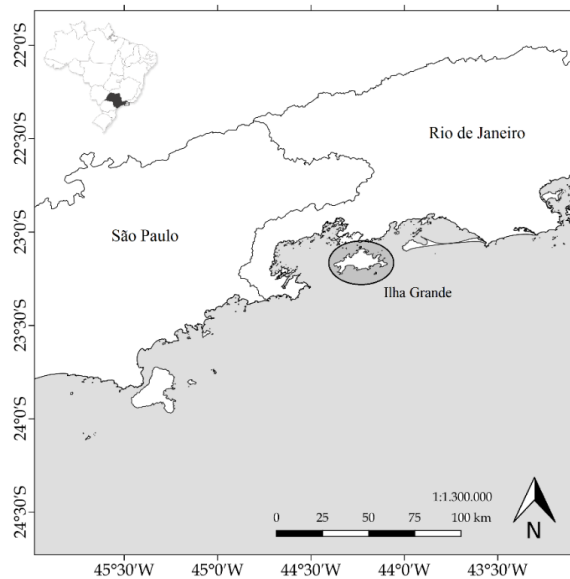 22°0'S
22°30'S
23°0'S
23°30'S
24°0'S
24°30'S
Rio de Janeiro
São Paulo
Ilha Grande
1:1.300.000
0 25 50 75 100 km
N
45°30'W 45°0'W 44°30'W 44°0'W 43°30'W